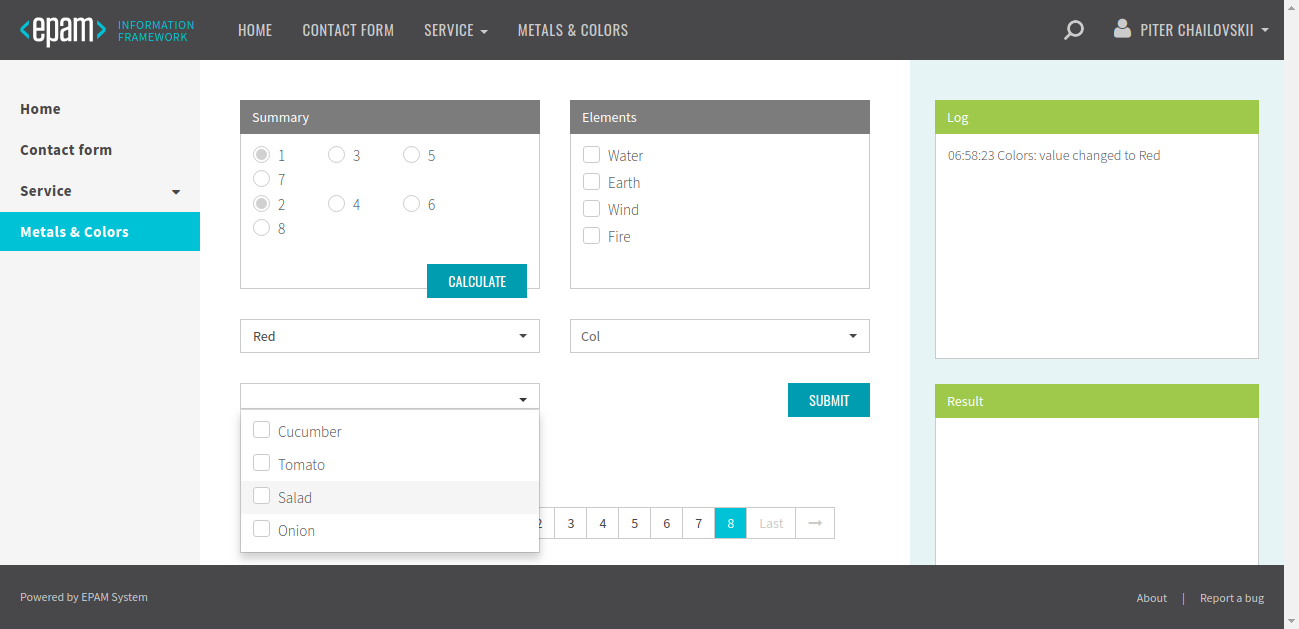 <epam> INFORMATION FRAMEWORK
HOME CONTACT FORM SERVICE METALS & COLORS PITER CHAILOVSKII
Home
Contact form
Service
Metals & Colors
Summary
1 3 5
7
2 4 6
8
CALCULATE
Elements
Water
Earth
Wind
Fire
Red
Col
Cucumber
Tomato
Salad
Onion
SUBMIT
2 3 4 5 6 7 8 Last →
Log
06:58:23 Colors: value changed to Red
Result
Powered by EPAM System
About | Report a bug